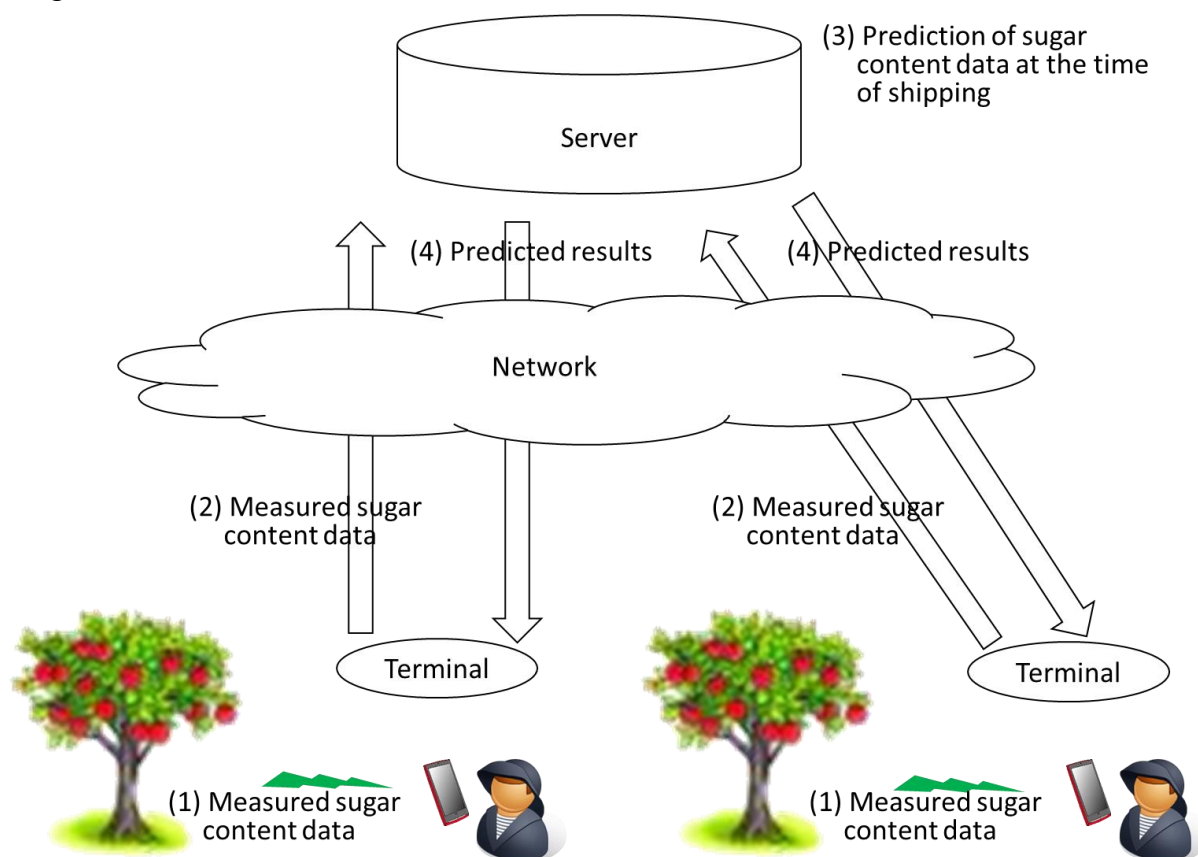 (3) Prediction of sugar
content data at the time
of shipping
Server
(4) Predicted results
(4) Predicted results
Network
(2) Measured sugar
content data
(2) Measured sugar
content data
Terminal
Terminal
(1) Measured sugar
content data
(1) Measured sugar
content data